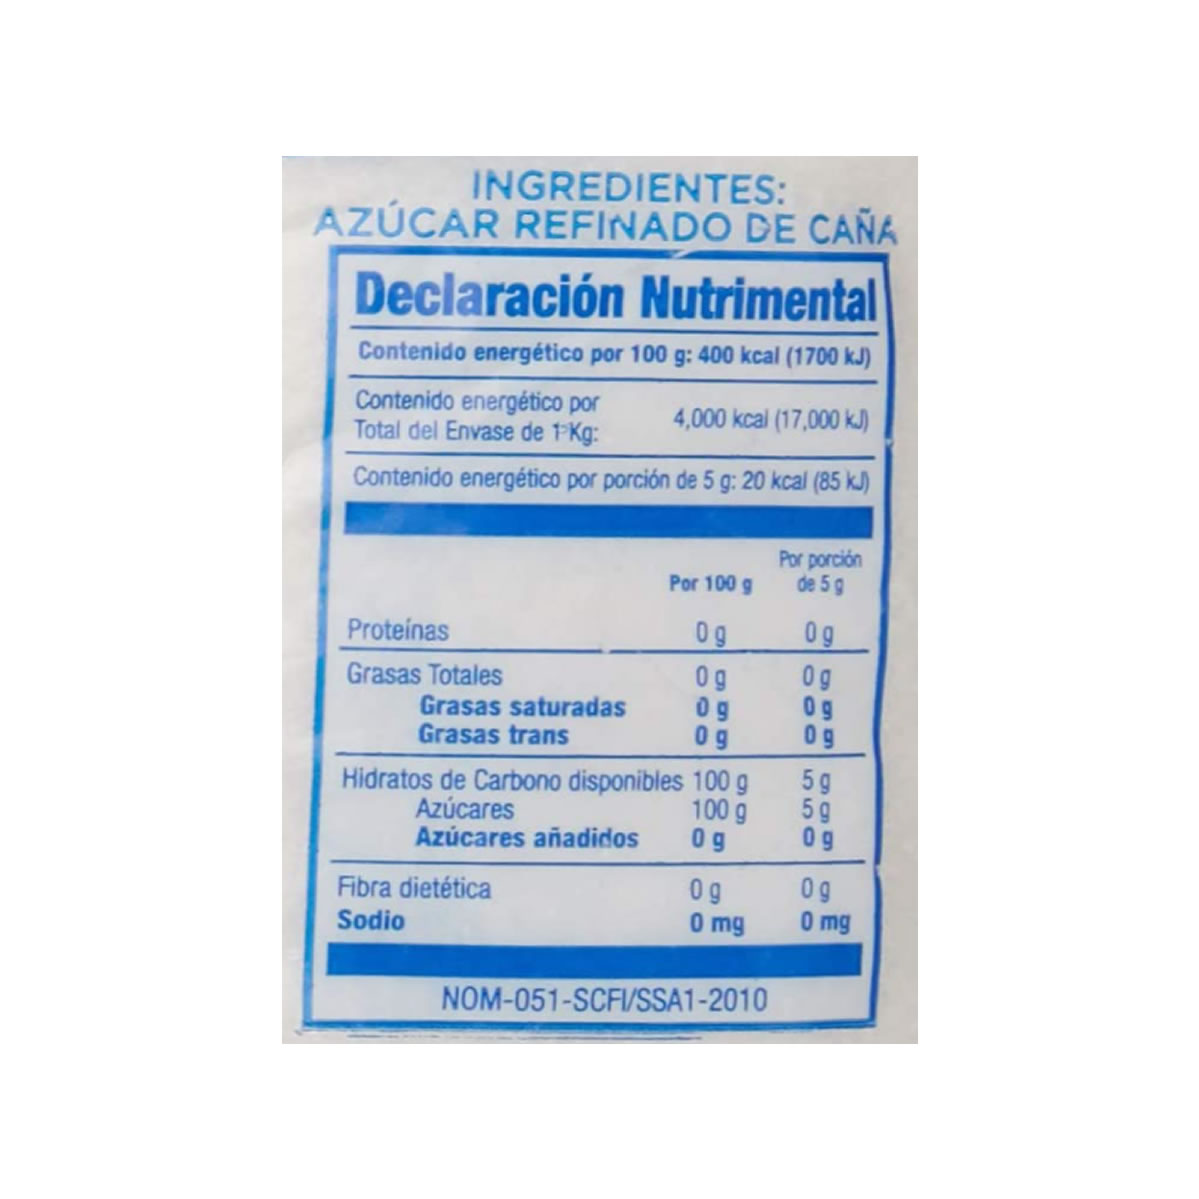 INGREDIENTES:
AZÚCAR REFINADO DE CAÑA
Declaración Nutrimental
Contenido energético por 100 g: 400 kcal (1700 kJ)
Contenido energético por
Total del Envase de 1 Kg: 4,000 kcal (17,000 kJ)
Contenido energético por porción de 5 g: 20 kcal (85 kJ)
Por 100 g Por porción de 5 g
Proteínas 0 g 0 g
Grasas Totales 0 g 0 g
Grasas saturadas 0 g 0 g
Grasas trans 0 g 0 g
Hidratos de Carbono disponibles 100 g 5 g
Azúcares 100 g 5 g
Azúcares añadidos 0 g 0 g
Fibra dietética 0 g 0 g
Sodio 0 mg 0 mg
NOM-051-SCFI/SSA1-2010